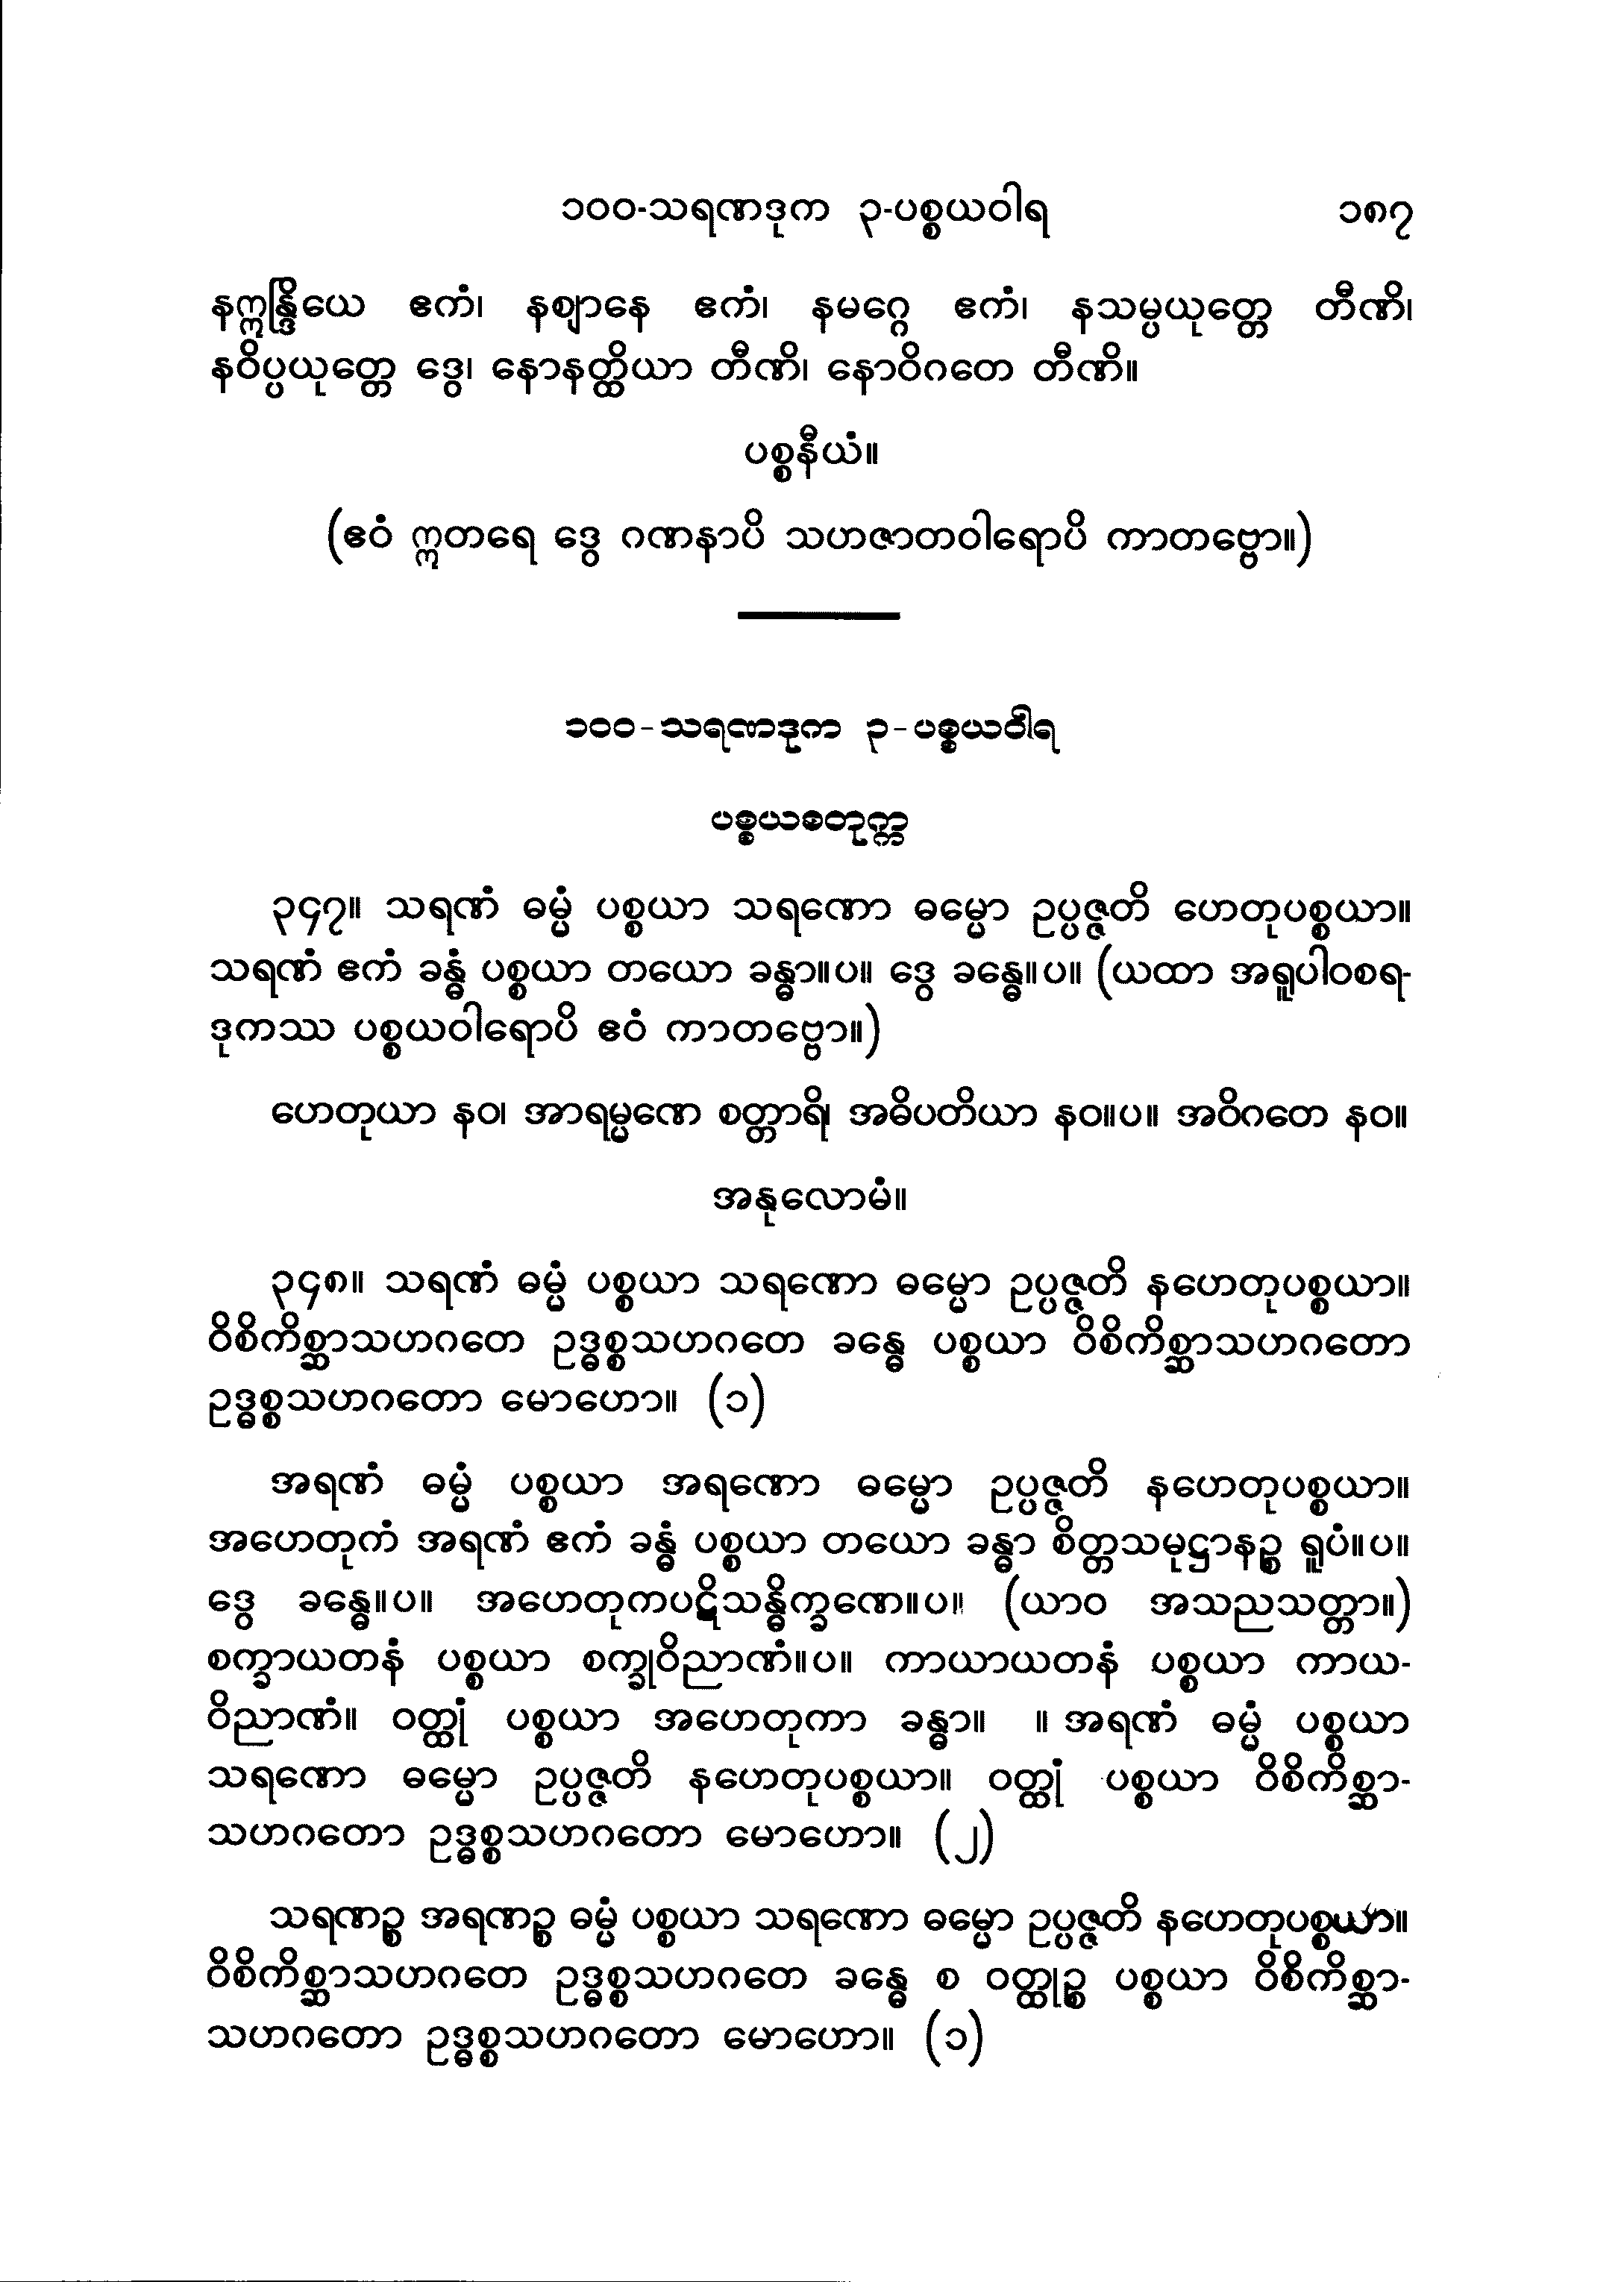 ၁၀၀-သရဏဒုက ၃-ပစ္စယဝါရ ၁၈၇
နဣန္ဒြိယေ ဧကံ၊ နဈာနေ ဧကံ၊ နမဂ္ဂေ ဧကံ၊ နသမ္ပယုတ္တေ တီဏိ၊
နဝိပ္ပယုတ္တေ ဒွေ၊ နောနတ္ထိယာ တီဏိ၊ နောဝိဂတေ တီဏိ။
ပစ္စနီယံ။
(ဧဝံ ဣတရေ ဒွေ ဂဏနာပိ သဟဇာတဝါရောပိ ကာတဗ္ဗော။)
၁၀၀-သရဏဒုက ၃-ပစ္စယဝါရ
ပစ္စယစတုက္က
၃၄၇။ သရဏံ ဓမ္မံ ပစ္စယာ သရဏော ဓမ္မော ဥပ္ပဇ္ဇတိ ဟေတုပစ္စယာ။
သရဏံ ဧကံ ခန္ဓံ ပစ္စယာ တယော ခန္ဓာ။ပ။ ဒွေ ခန္ဓေ။ပ။ (ယထာ အရူပါဝစရ-
ဒုကဿ ပစ္စယဝါရောပိ ဧဝံ ကာတဗ္ဗော။)
ဟေတုယာ နဝ၊ အာရမ္မဏေ စတ္တာရိ၊ အဓိပတိယာ နဝ။ပ။ အဝိဂတေ နဝ။
အနုလောမံ။
၃၄၈။ သရဏံ ဓမ္မံ ပစ္စယာ သရဏော ဓမ္မော ဥပ္ပဇ္ဇတိ နဟေတုပစ္စယာ။
ဝိစိကိစ္ဆာသဟဂတေ ဥဒ္ဓစ္စသဟဂတေ ခန္ဓေ ပစ္စယာ ဝိစိကိစ္ဆာသဟဂတော
ဥဒ္ဓစ္စသဟဂတော မောဟော။ (၁)
အရဏံ ဓမ္မံ ပစ္စယာ အရဏော ဓမ္မော ဥပ္ပဇ္ဇတိ နဟေတုပစ္စယာ။
အဟေတုကံ အရဏံ ဧကံ ခန္ဓံ ပစ္စယာ တယော ခန္ဓာ စိတ္တသမုဋ္ဌာနဉ္စ ရူပံ။ပ။
ဒွေ ခန္ဓေ။ပ။ အဟေတုကပဋိသန္ဓိက္ခဏေ။ပ။ (ယာဝ အသညသတ္တာ။)
စက္ခာယတနံ ပစ္စယာ စက္ခုဝိညာဏံ။ပ။ ကာယာယတနံ ပစ္စယာ ကာယ-
ဝိညာဏံ။ ဝတ္ထုံ ပစ္စယာ အဟေတုကာ ခန္ဓာ။ ။ အရဏံ ဓမ္မံ ပစ္စယာ
သရဏော ဓမ္မော ဥပ္ပဇ္ဇတိ နဟေတုပစ္စယာ။ ဝတ္ထုံ ပစ္စယာ ဝိစိကိစ္ဆာ-
သဟဂတော ဥဒ္ဓစ္စသဟဂတော မောဟော။ (၂)
သရဏဉ္စ အရဏဉ္စ ဓမ္မံ ပစ္စယာ သရဏော ဓမ္မော ဥပ္ပဇ္ဇတိ နဟေတုပစ္စယာ။
ဝိစိကိစ္ဆာသဟဂတေ ဥဒ္ဓစ္စသဟဂတေ ခန္ဓေ စ ဝတ္ထုဉ္စ ပစ္စယာ ဝိစိကိစ္ဆာ-
သဟဂတော ဥဒ္ဓစ္စသဟဂတော မောဟော။ (၁)